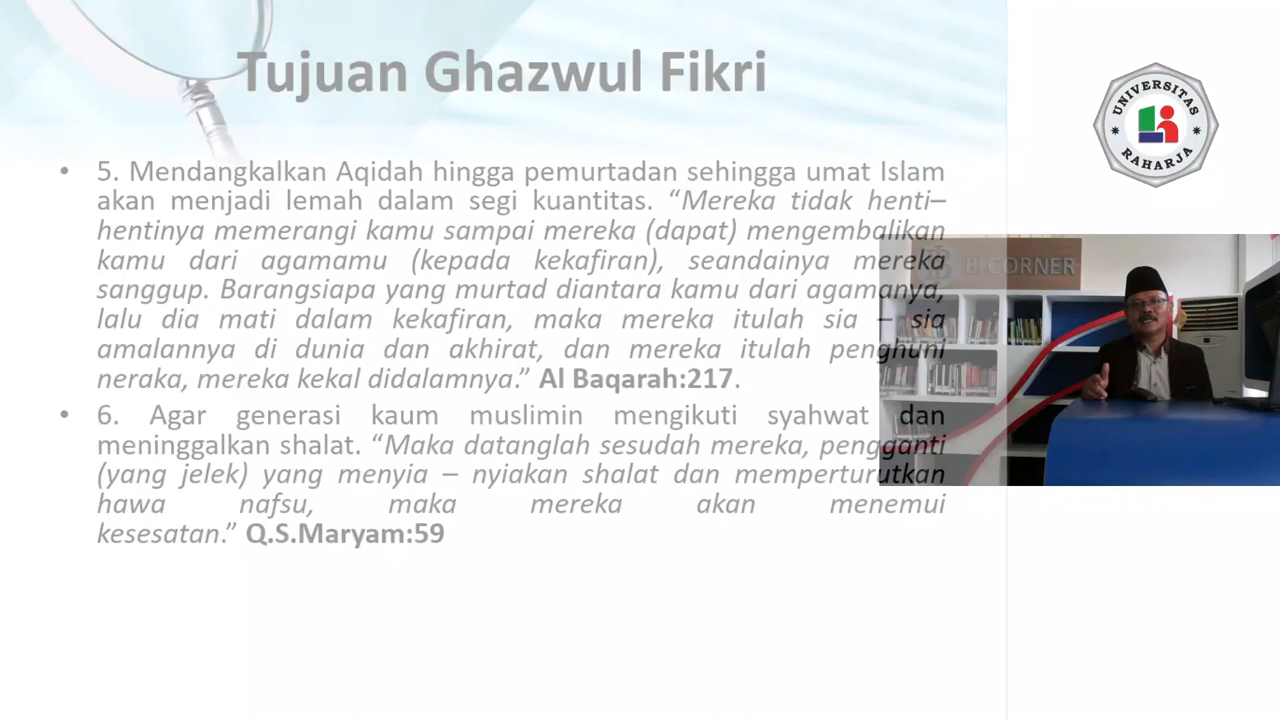 Tujuan Ghazwul Fikri
• 5. Mendangkalkan Aqidah hingga pemurtadan sehingga umat Islam
akan menjadi lemah dalam segi kuantitas. “Mereka tidak henti–
hentinya memerangi kamu sampai mereka (dapat) mengembalikan
kamu dari agamamu (kepada kekafiran), seandainya mereka
sanggup. Barangsiapa yang murtad diantara kamu dari agamanya,
lalu dia mati dalam kekafiran, maka mereka itulah sia – sia
amalannya di dunia dan akhirat, dan mereka itulah penghuni
neraka, mereka kekal didalamnya.” Al Baqarah:217.
• 6. Agar generasi kaum muslimin mengikuti syahwat dan
meninggalkan shalat. “Maka datanglah sesudah mereka, pengganti
(yang jelek) yang menyia – nyiakan shalat dan memperturutkan
hawa nafsu, maka mereka akan menemui
kesesatan.” Q.S.Maryam:59
UNIVERSITAS
RAHARJA
BI CORNER